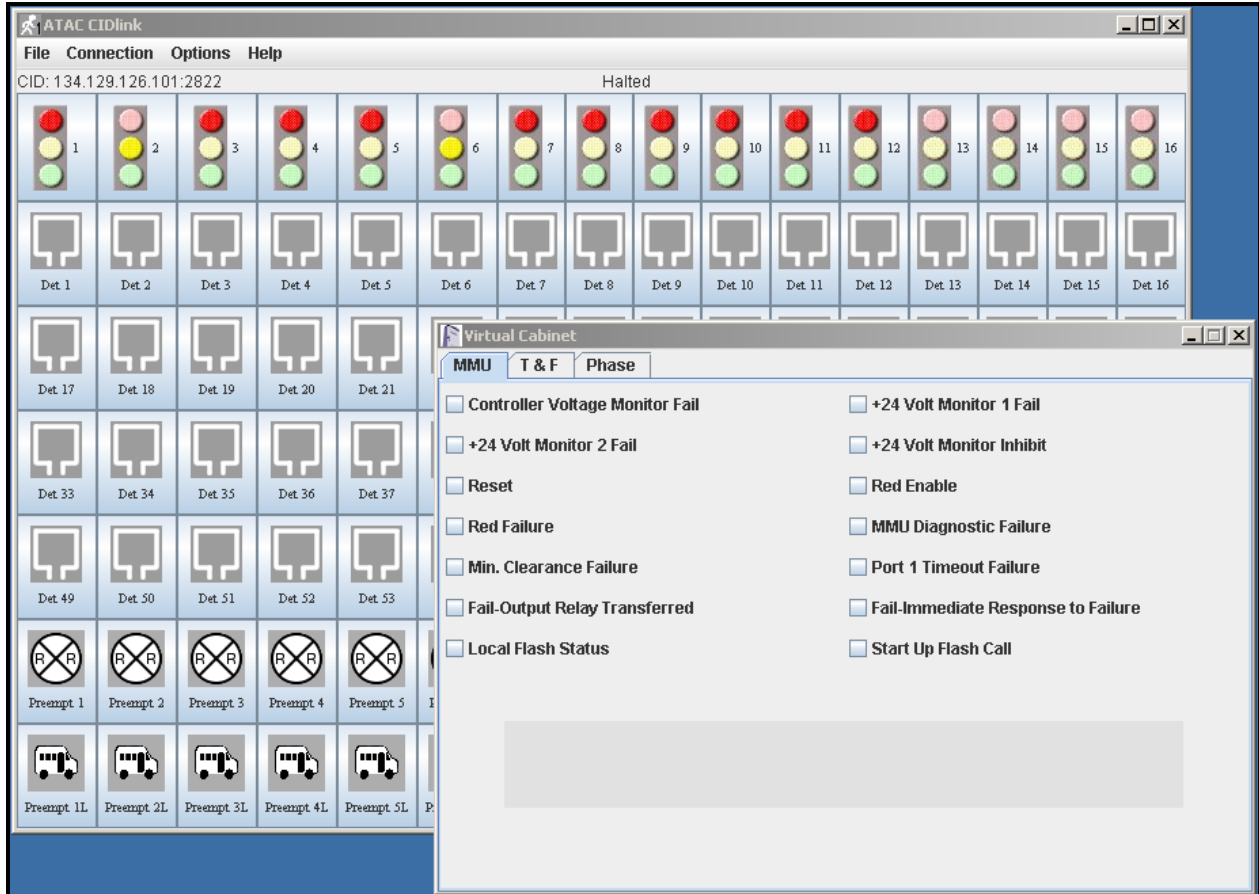 ATAC CIDlink
File Connection Options Help
CID: 134.129.126.101:2822 Halted
1 2 3 4 5 6 7 8 9 10 11 12 13 14 15 16
Det. 1 Det. 2 Det. 3 Det. 4 Det. 5 Det. 6 Det. 7 Det. 8 Det. 9 Det. 10 Det. 11 Det. 12 Det. 13 Det. 14 Det. 15 Det. 16
Det. 17 Det. 18 Det. 19 Det. 20 Det. 21
Det. 33 Det. 34 Det. 35 Det. 36 Det. 37
Det. 49 Det. 50 Det. 51 Det. 52 Det. 53
R R R R R R R R R R R
Preempt 1 Preempt 2 Preempt 3 Preempt 4 Preempt 5
Preempt 1L Preempt 2L Preempt 3L Preempt 4L Preempt 5L
Virtual Cabinet
MMU T & F Phase
Controller Voltage Monitor Fail +24 Volt Monitor 1 Fail
+24 Volt Monitor 2 Fail +24 Volt Monitor Inhibit
Reset Red Enable
Red Failure MMU Diagnostic Failure
Min. Clearance Failure Port 1 Timeout Failure
Fail-Output Relay Transferred Fail-Immediate Response to Failure
Local Flash Status Start Up Flash Call